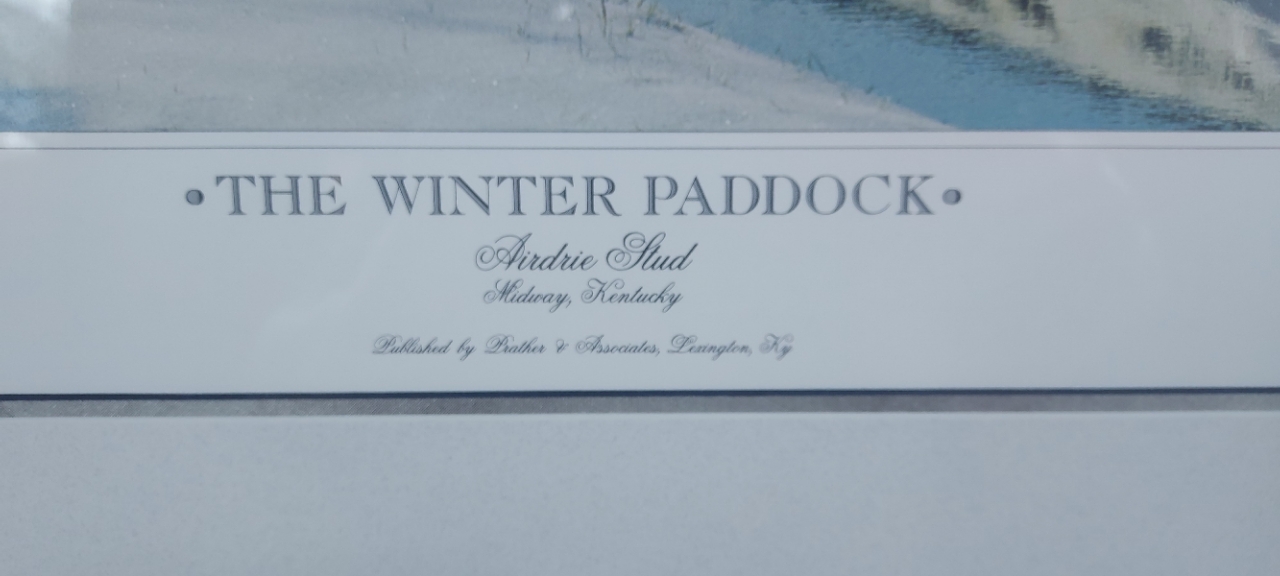 • THE WINTER PADDOCK •
Airdrie Stud
Midway, Kentucky
Published by Prather & Associates, Lexington, Ky